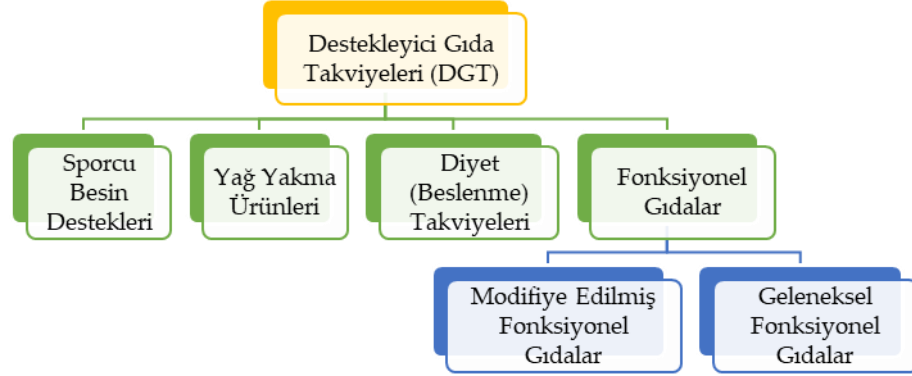 Destekleyici Gıda
Takviyeleri (DGT)
Sporcu
Besin
Destekleri
Yağ Yakma
Ürünleri
Diyet
(Beslenme)
Takviyeleri
Fonksiyonel
Gıdalar
Modifiye Edilmiş
Fonksiyonel
Gıdalar
Geleneksel
Fonksiyonel
Gıdalar